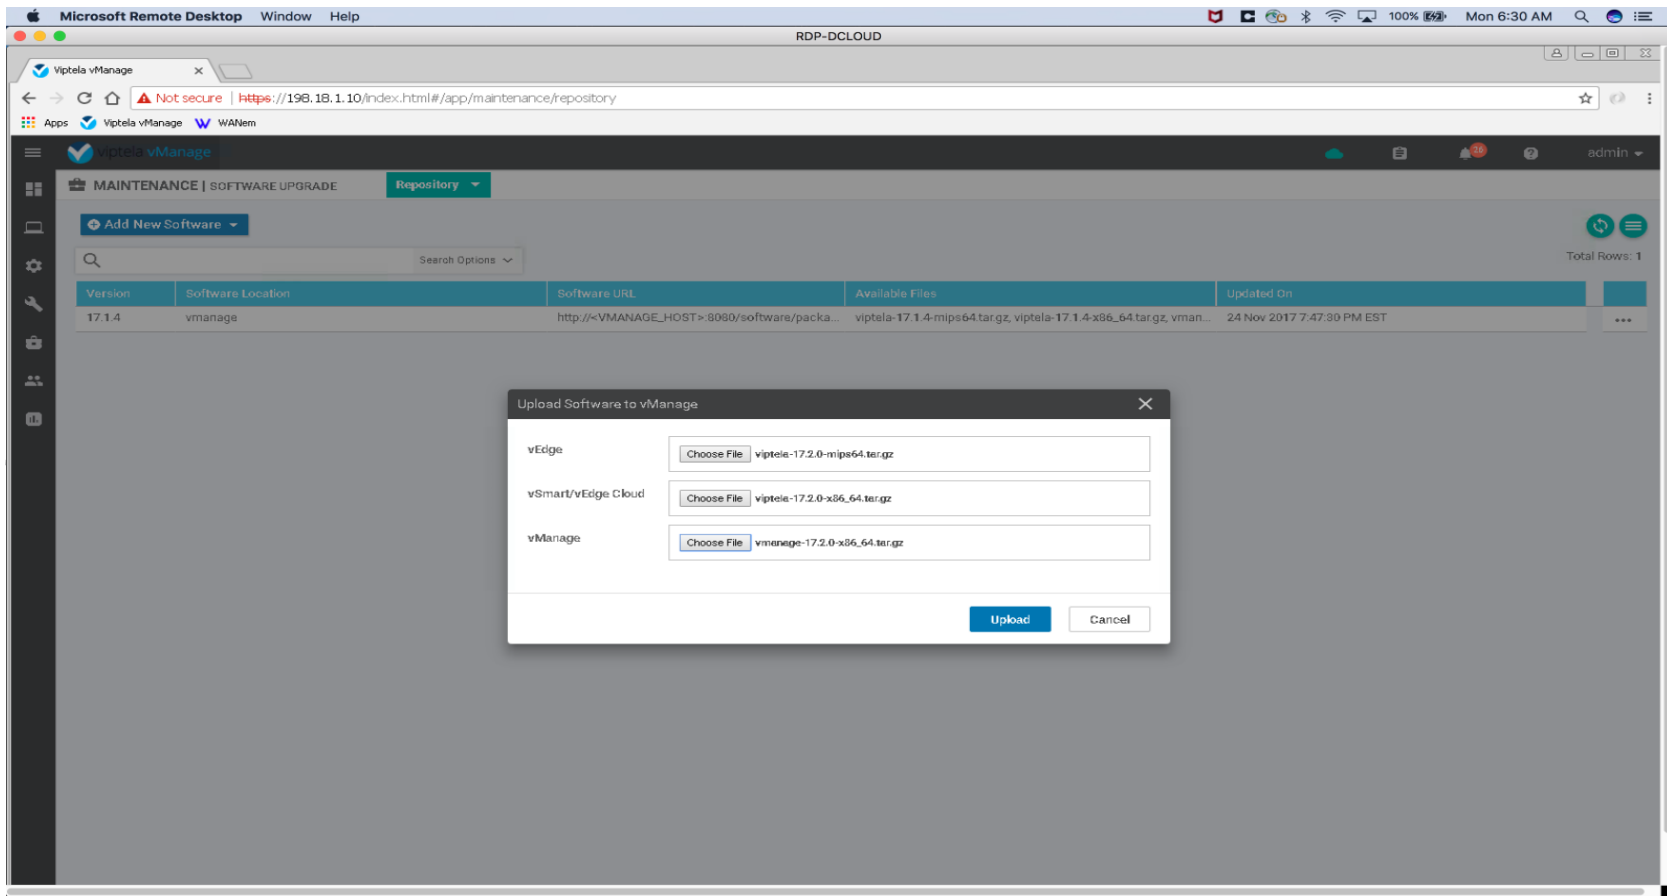 Microsoft Remote Desktop Window Help 100% Mon 6:30 AM
RDP-DCLOUD
Viptela vManage
Not secure | https://198.18.1.10/index.html#/app/maintenance/repository
Apps Viptela vManage WANem
viptela vManage 26 admin
MAINTENANCE | SOFTWARE UPGRADE Repository
Add New Software
Search Options Total Rows: 1
Version Software Location Software URL Available Files Updated On
17.1.4 vmanage http://<VMANAGE_HOST>:8080/software/packa... viptela-17.1.4-mips64.tar.gz, viptela-17.1.4-x86_64.tar.gz, vman... 24 Nov 2017 7:47:30 PM EST
Upload Software to vManage
vEdge Choose File viptela-17.2.0-mips64.tar.gz
vSmart/vEdge Cloud Choose File viptela-17.2.0-x86_64.tar.gz
vManage Choose File vmanage-17.2.0-x86_64.tar.gz
Upload Cancel